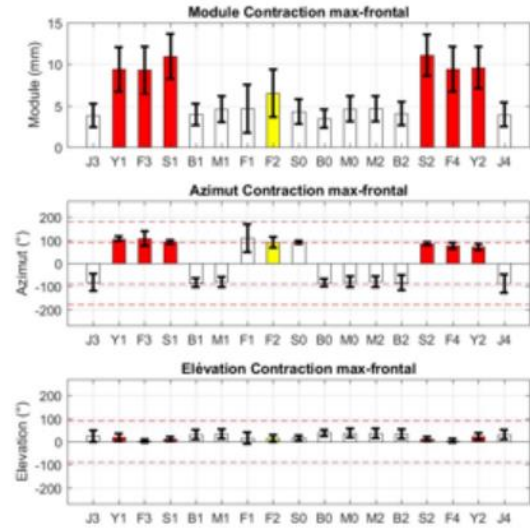 Module Contraction max-frontal
15
10
5
0
Module (mm)
J3 Y1 F3 S1 B1 M1 F1 F2 S0 B0 M0 M2 B2 S2 F4 Y2 J4
Azimut Contraction max-frontal
200
100
0
-100
-200
Azimut (°)
J3 Y1 F3 S1 B1 M1 F1 F2 S0 B0 M0 M2 B2 S2 F4 Y2 J4
Elévation Contraction max-frontal
200
100
0
-100
-200
Elevation (°)
J3 Y1 F3 S1 B1 M1 F1 F2 S0 B0 M0 M2 B2 S2 F4 Y2 J4